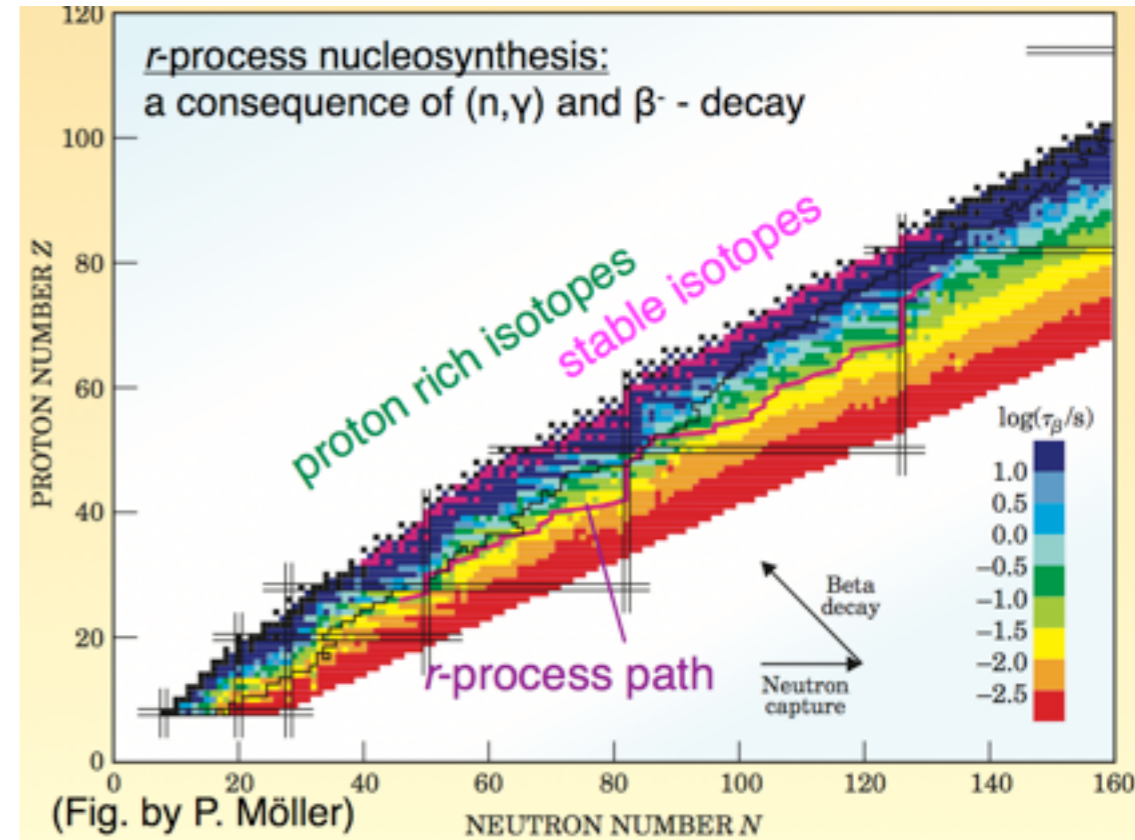 r-process nucleosynthesis:
a consequence of (n,γ) and β⁻ - decay
120
100
80
60
40
20
0
PROTON NUMBER Z
proton rich isotopes
stable isotopes
r-process path
Beta
decay
Neutron
capture
log(τβ/s)
1.0
0.5
0.0
−0.5
−1.0
−1.5
−2.0
−2.5
0 20 40 60 80 100 120 140 160
NEUTRON NUMBER N
(Fig. by P. Möller)